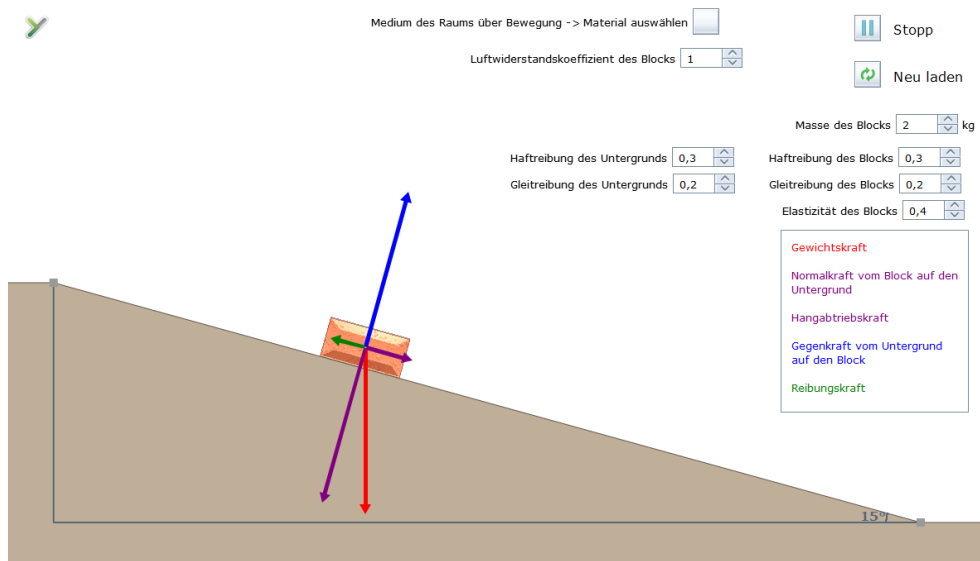 Medium des Raums über Bewegung -> Material auswählen
Stopp
Luftwiderstandskoeffizient des Blocks 1
Neu laden
Masse des Blocks 2 kg
Haftreibung des Untergrunds 0,3
Haftreibung des Blocks 0,3
Gleitreibung des Untergrunds 0,2
Gleitreibung des Blocks 0,2
Elastizität des Blocks 0,4
Gewichtskraft
Normalkraft vom Block auf den
Untergrund
Hangabtriebskraft
Gegenkraft vom Untergrund
auf den Block
Reibungskraft
15°